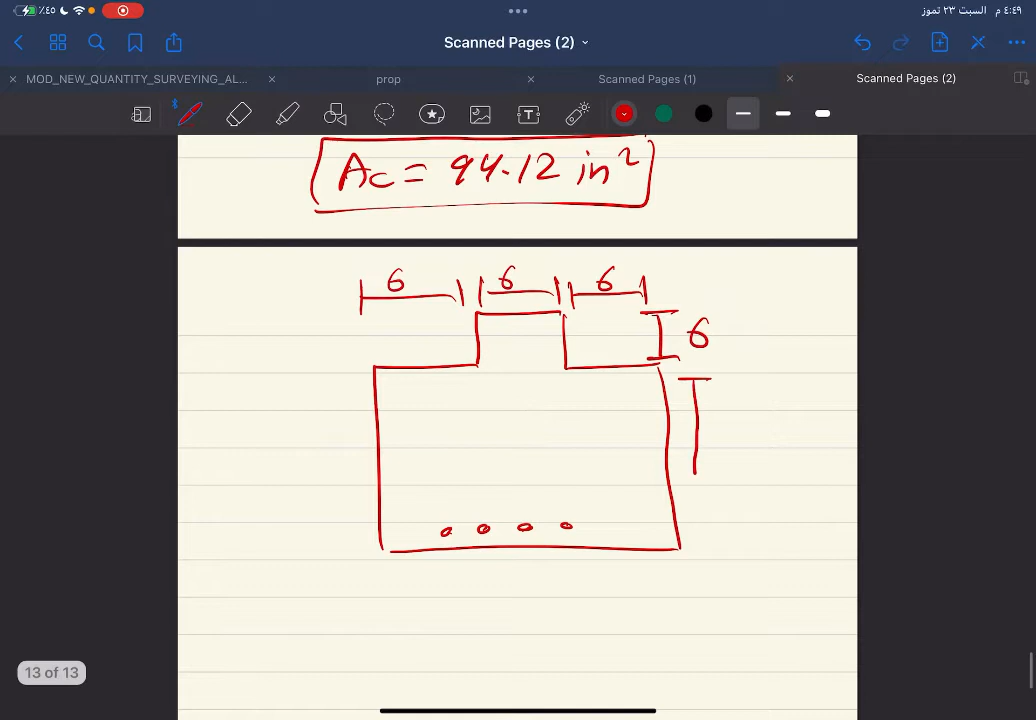 ٪٤٥
٤:٤٩ م السبت ٢٣ تموز
Scanned Pages (2)
MOD_NEW_QUANTITY_SURVEYING_AL...
prop
Scanned Pages (1)
Scanned Pages (2)
T
Ac = 94.12 in²
6 6 6
6
13 of 13